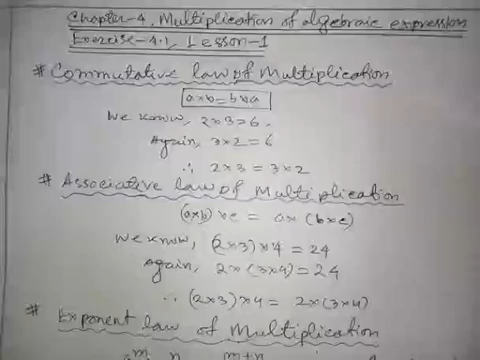 Chapter-4, Multiplication of algebraic expression
Exercise-4.1, Lesson-1
# Commutative law of Multiplication
a×b=b×a
We know, 2×3=6,
Again, 3×2=6
∴ 2×3=3×2
# Associative law of Multiplication
(a×b)×c = a×(b×c)
We know, (2×3)×4=24
Again, 2×(3×4)=24
∴ (2×3)×4= 2×(3×4)
# Exponent law of Multiplication
m n m+n